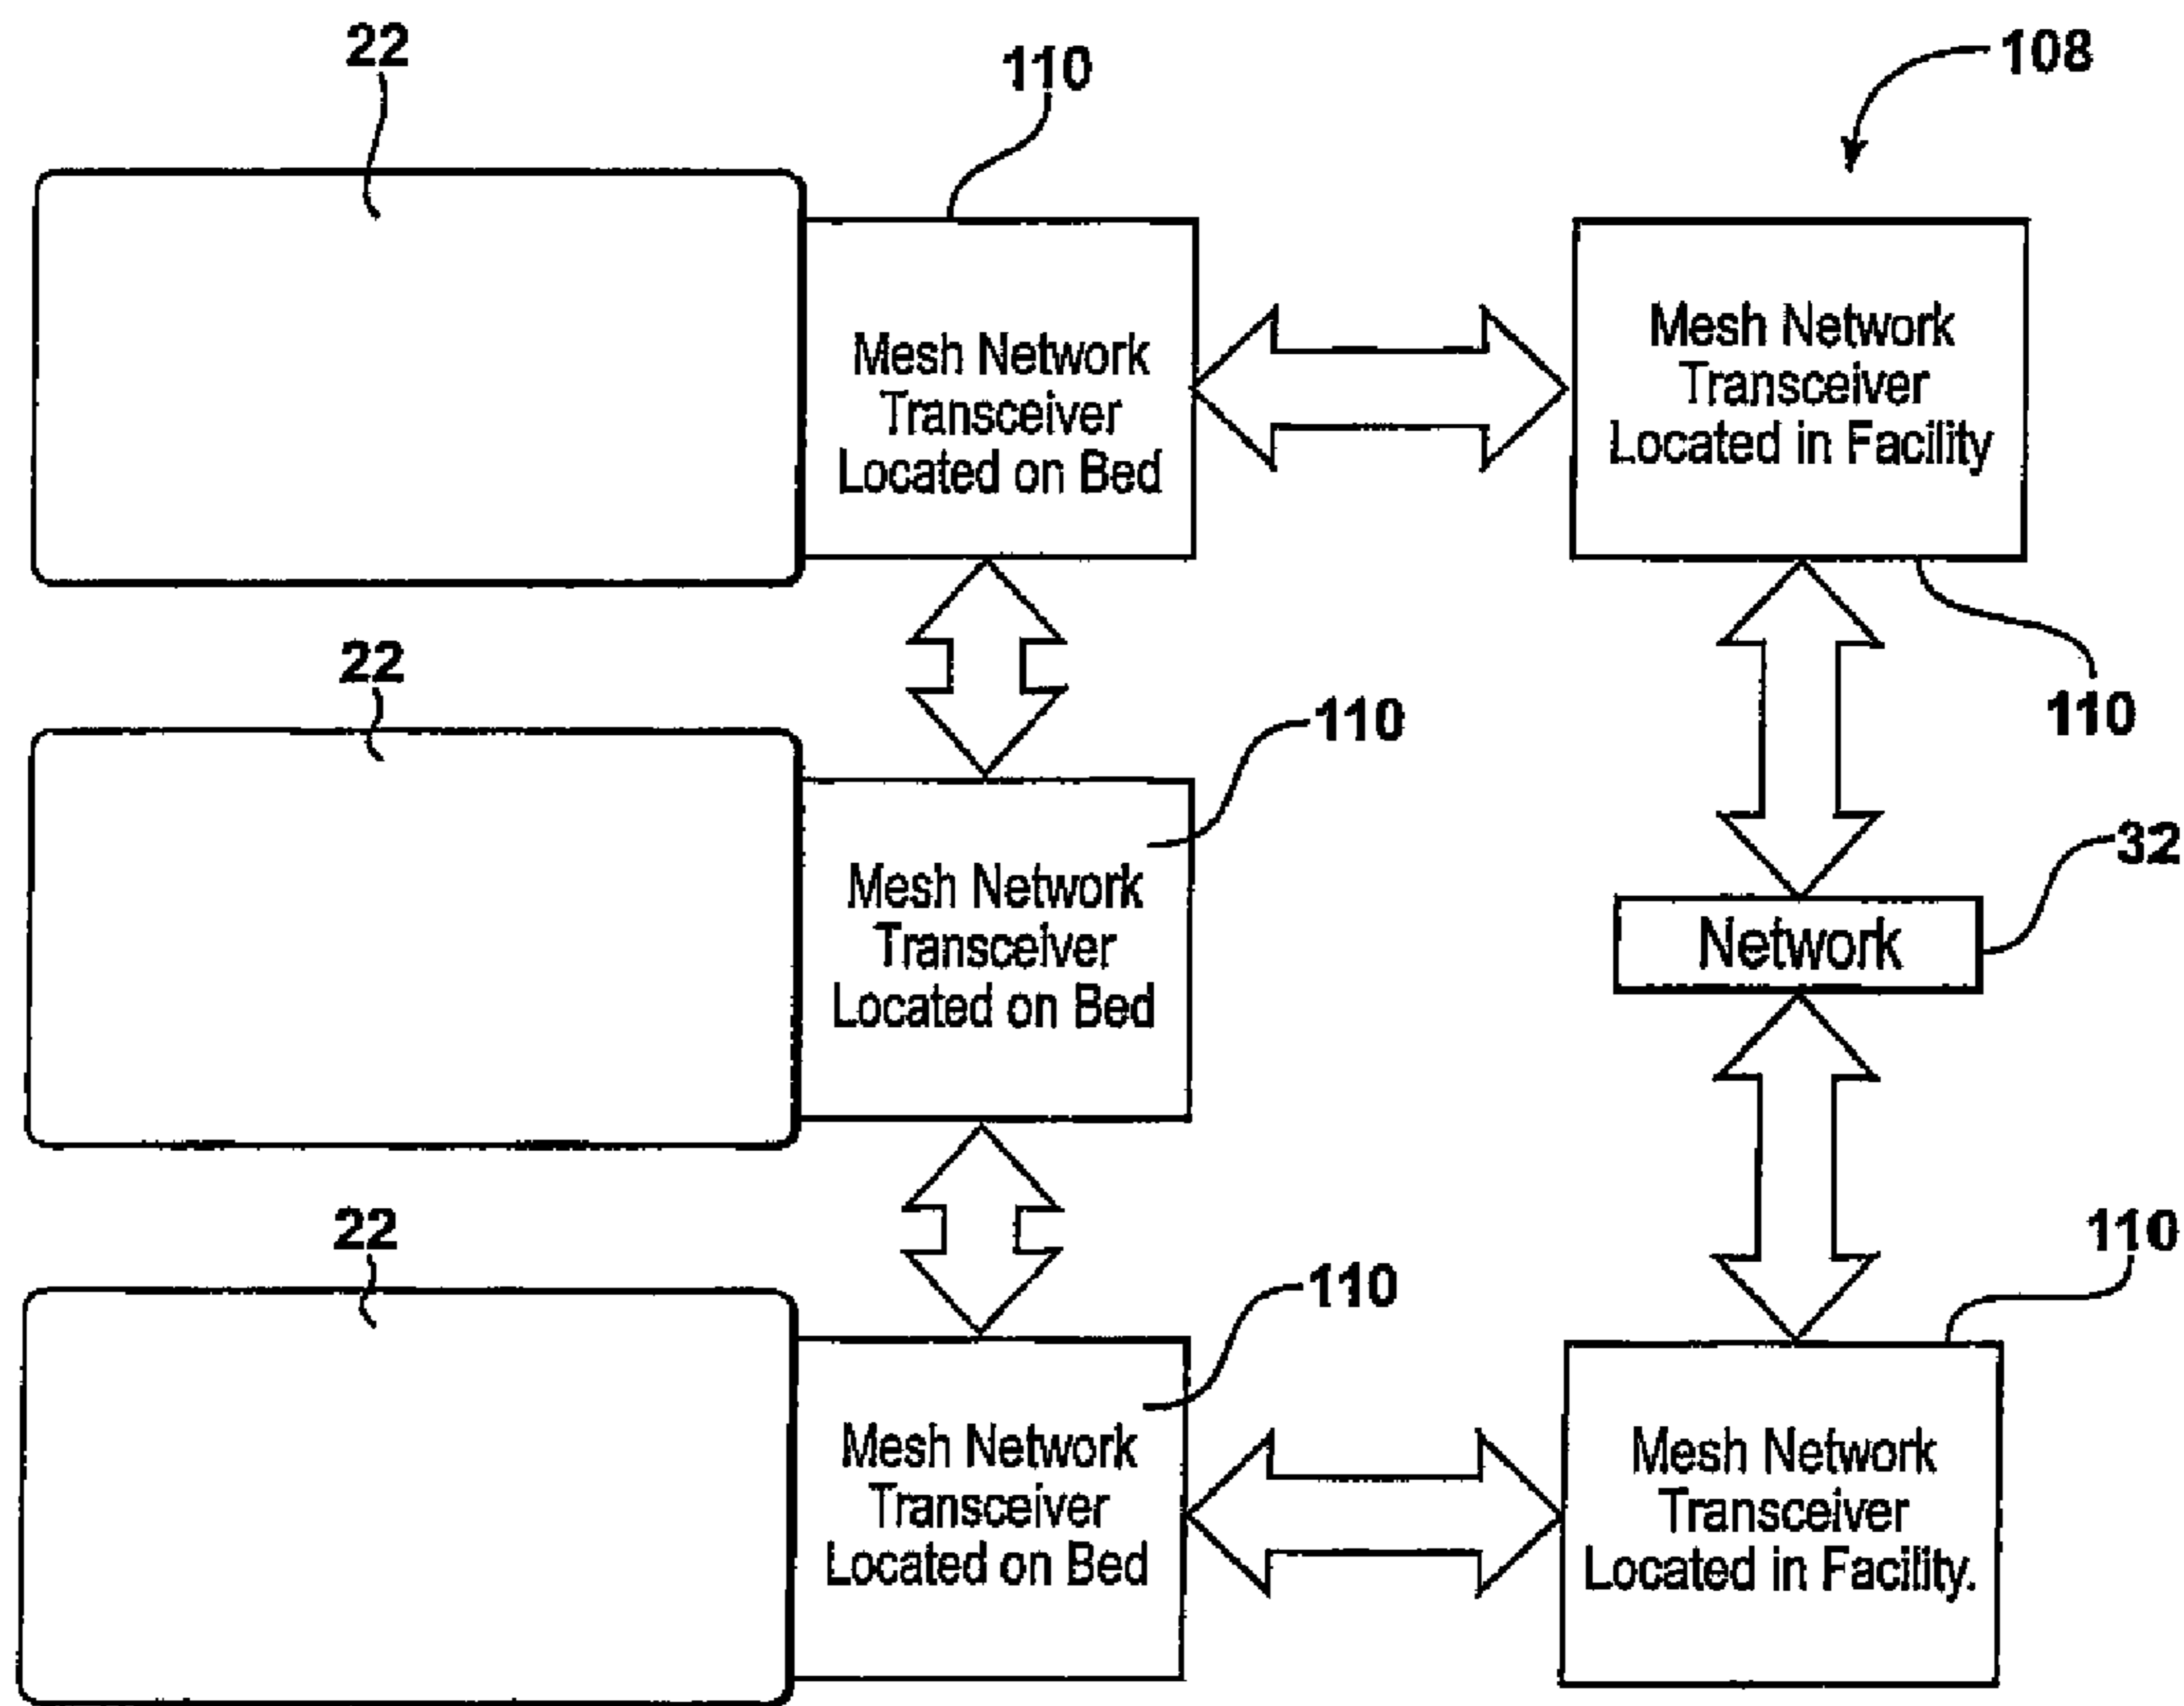 22
110
108
Mesh Network
Transceiver
Located on Bed
Mesh Network
Transceiver
Located in Facility
110
22
110
Mesh Network
Transceiver
Located on Bed
32
Network
22
110
Mesh Network
Transceiver
Located on Bed
110
Mesh Network
Transceiver
Located in Facility.